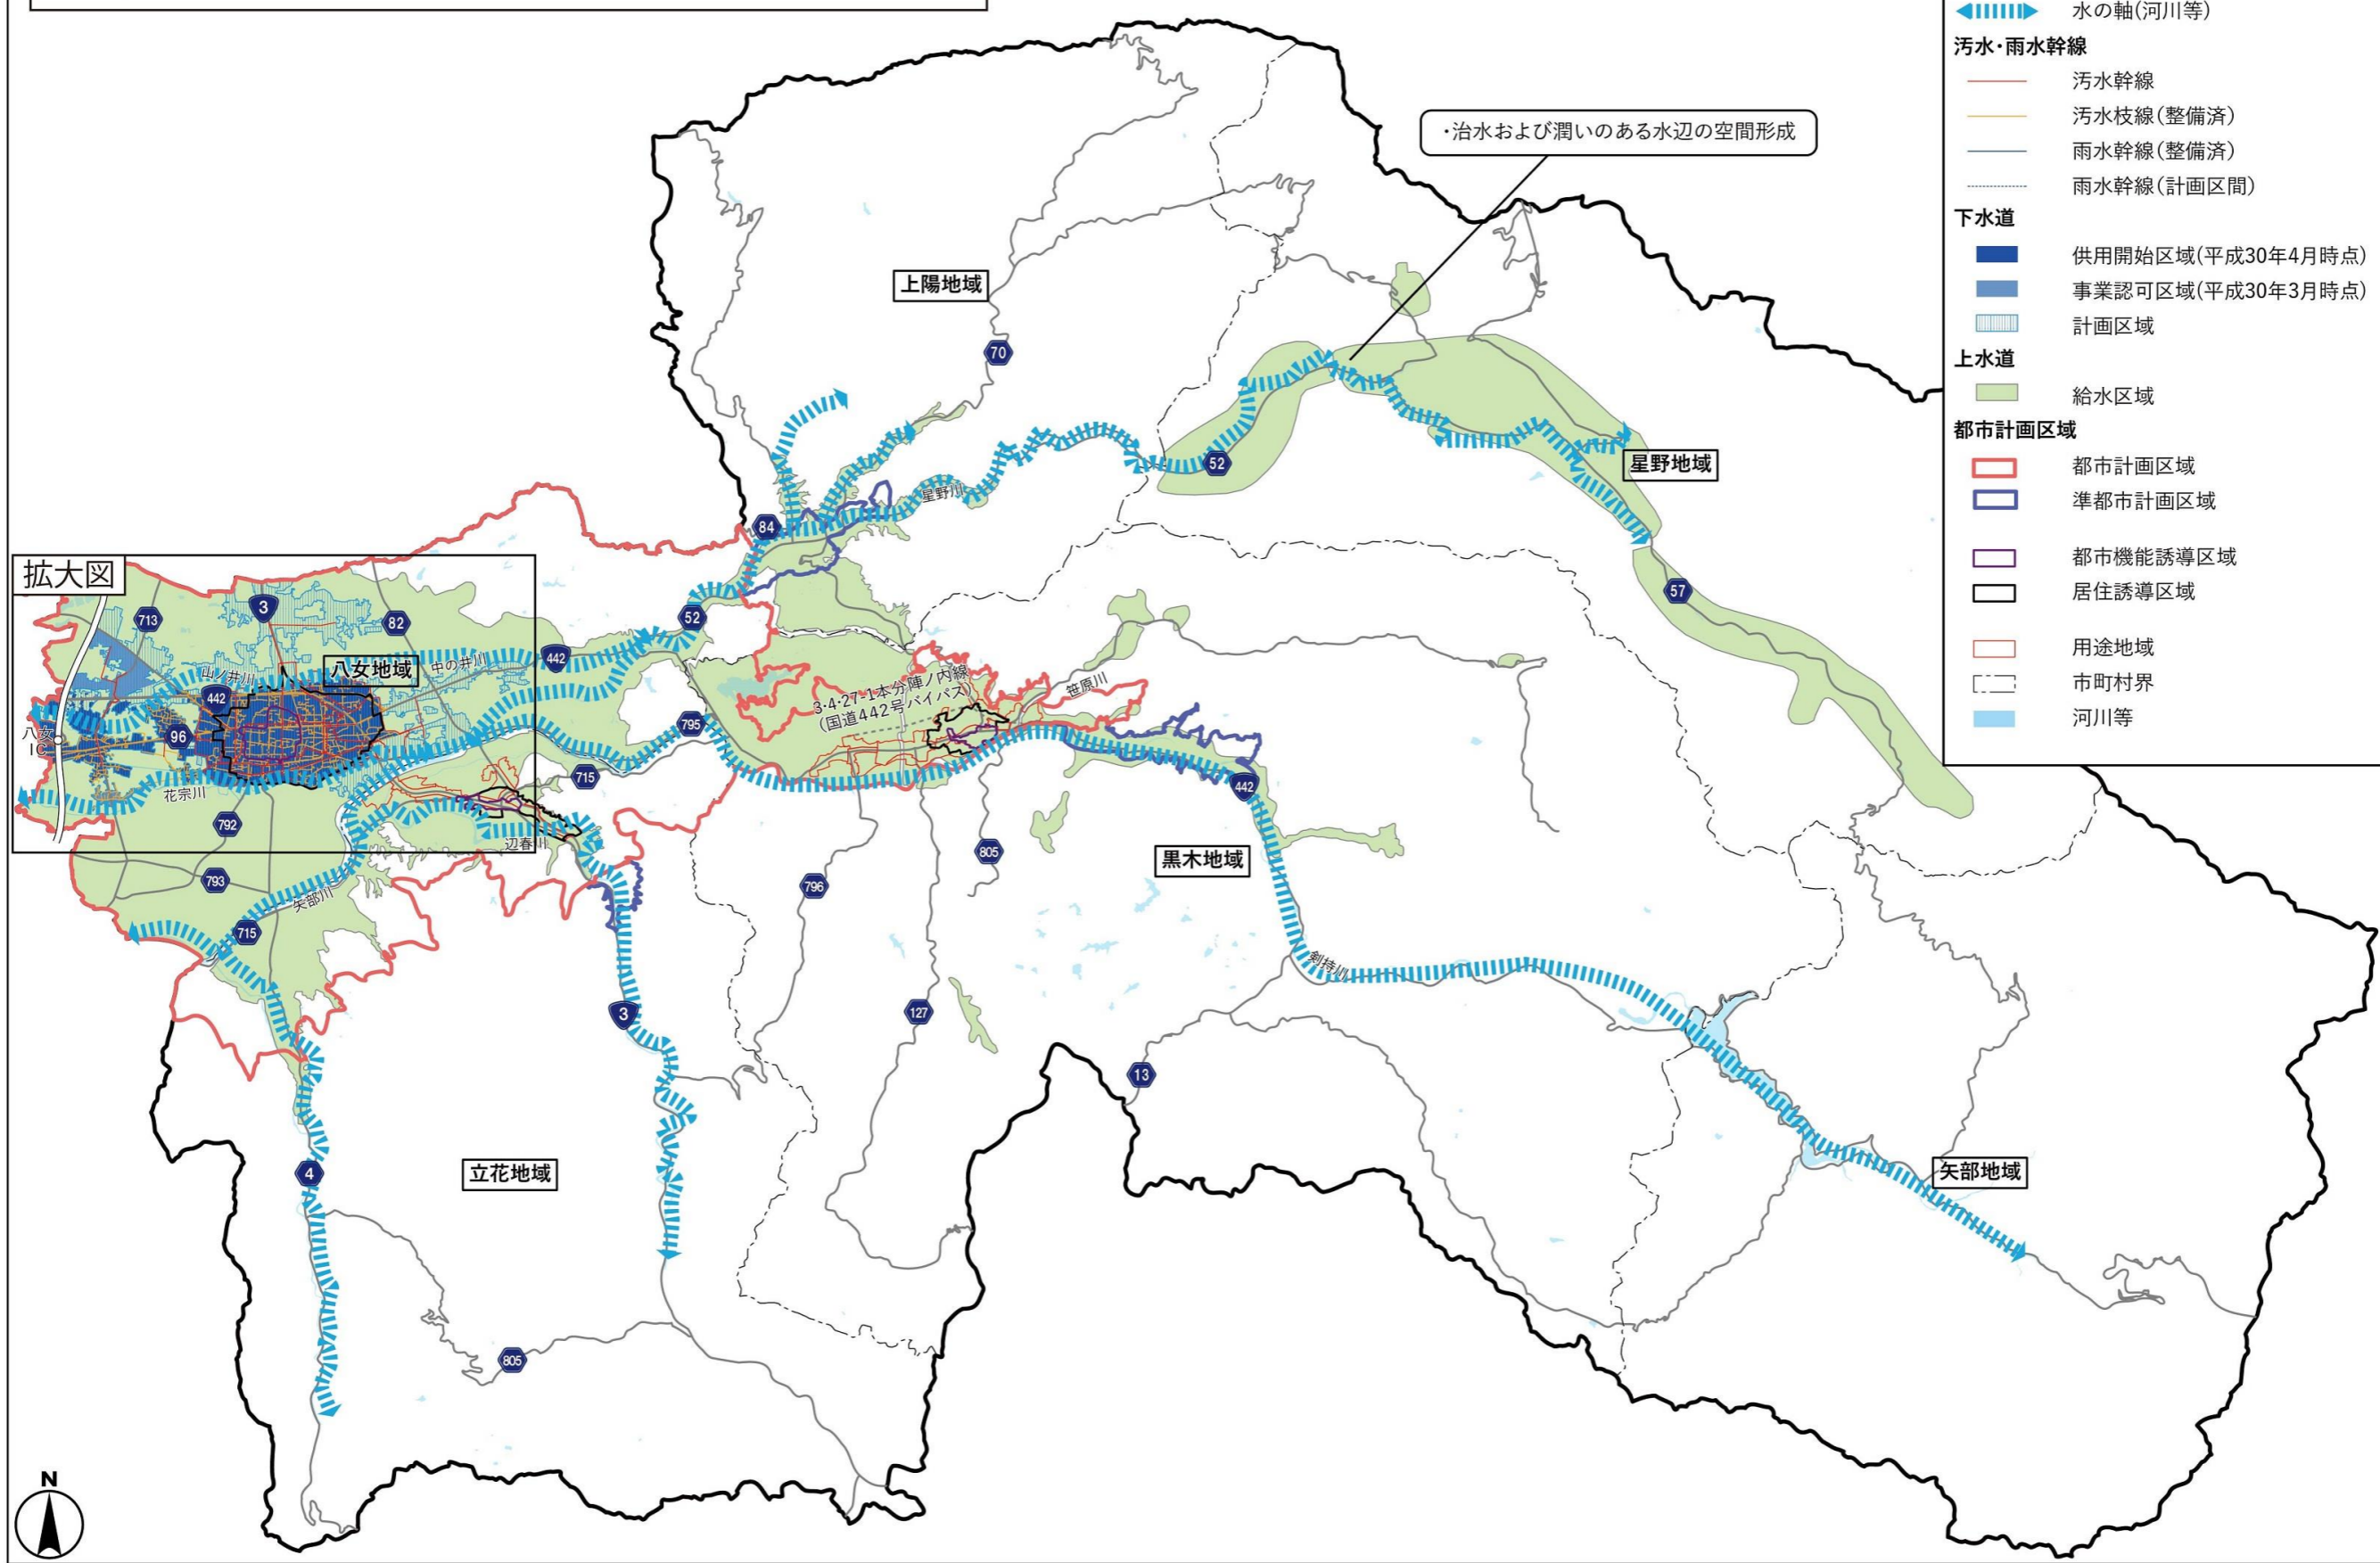 水の軸(河川等)
汚水・雨水幹線
汚水幹線
汚水枝線(整備済)
雨水幹線(整備済)
雨水幹線(計画区間)
下水道
供用開始区域(平成30年4月時点)
事業認可区域(平成30年3月時点)
計画区域
上水道
給水区域
都市計画区域
都市計画区域
準都市計画区域
都市機能誘導区域
居住誘導区域
用途地域
市町村界
河川等
・治水および潤いのある水辺の空間形成
上陽地域
70
52
星野地域
星野川
84
拡大図
57
713
3
82
52
442
八女地域
中の井川
山ノ井川
442
3・4・27-1本分陣ノ内線
(国道442号バイパス)
笹原川
八女
IC
96
795
715
442
花宗川
792
辺春川
805
黒木地域
793
796
矢部川
715
剣持川
3
127
13
4
立花地域
矢部地域
805
N